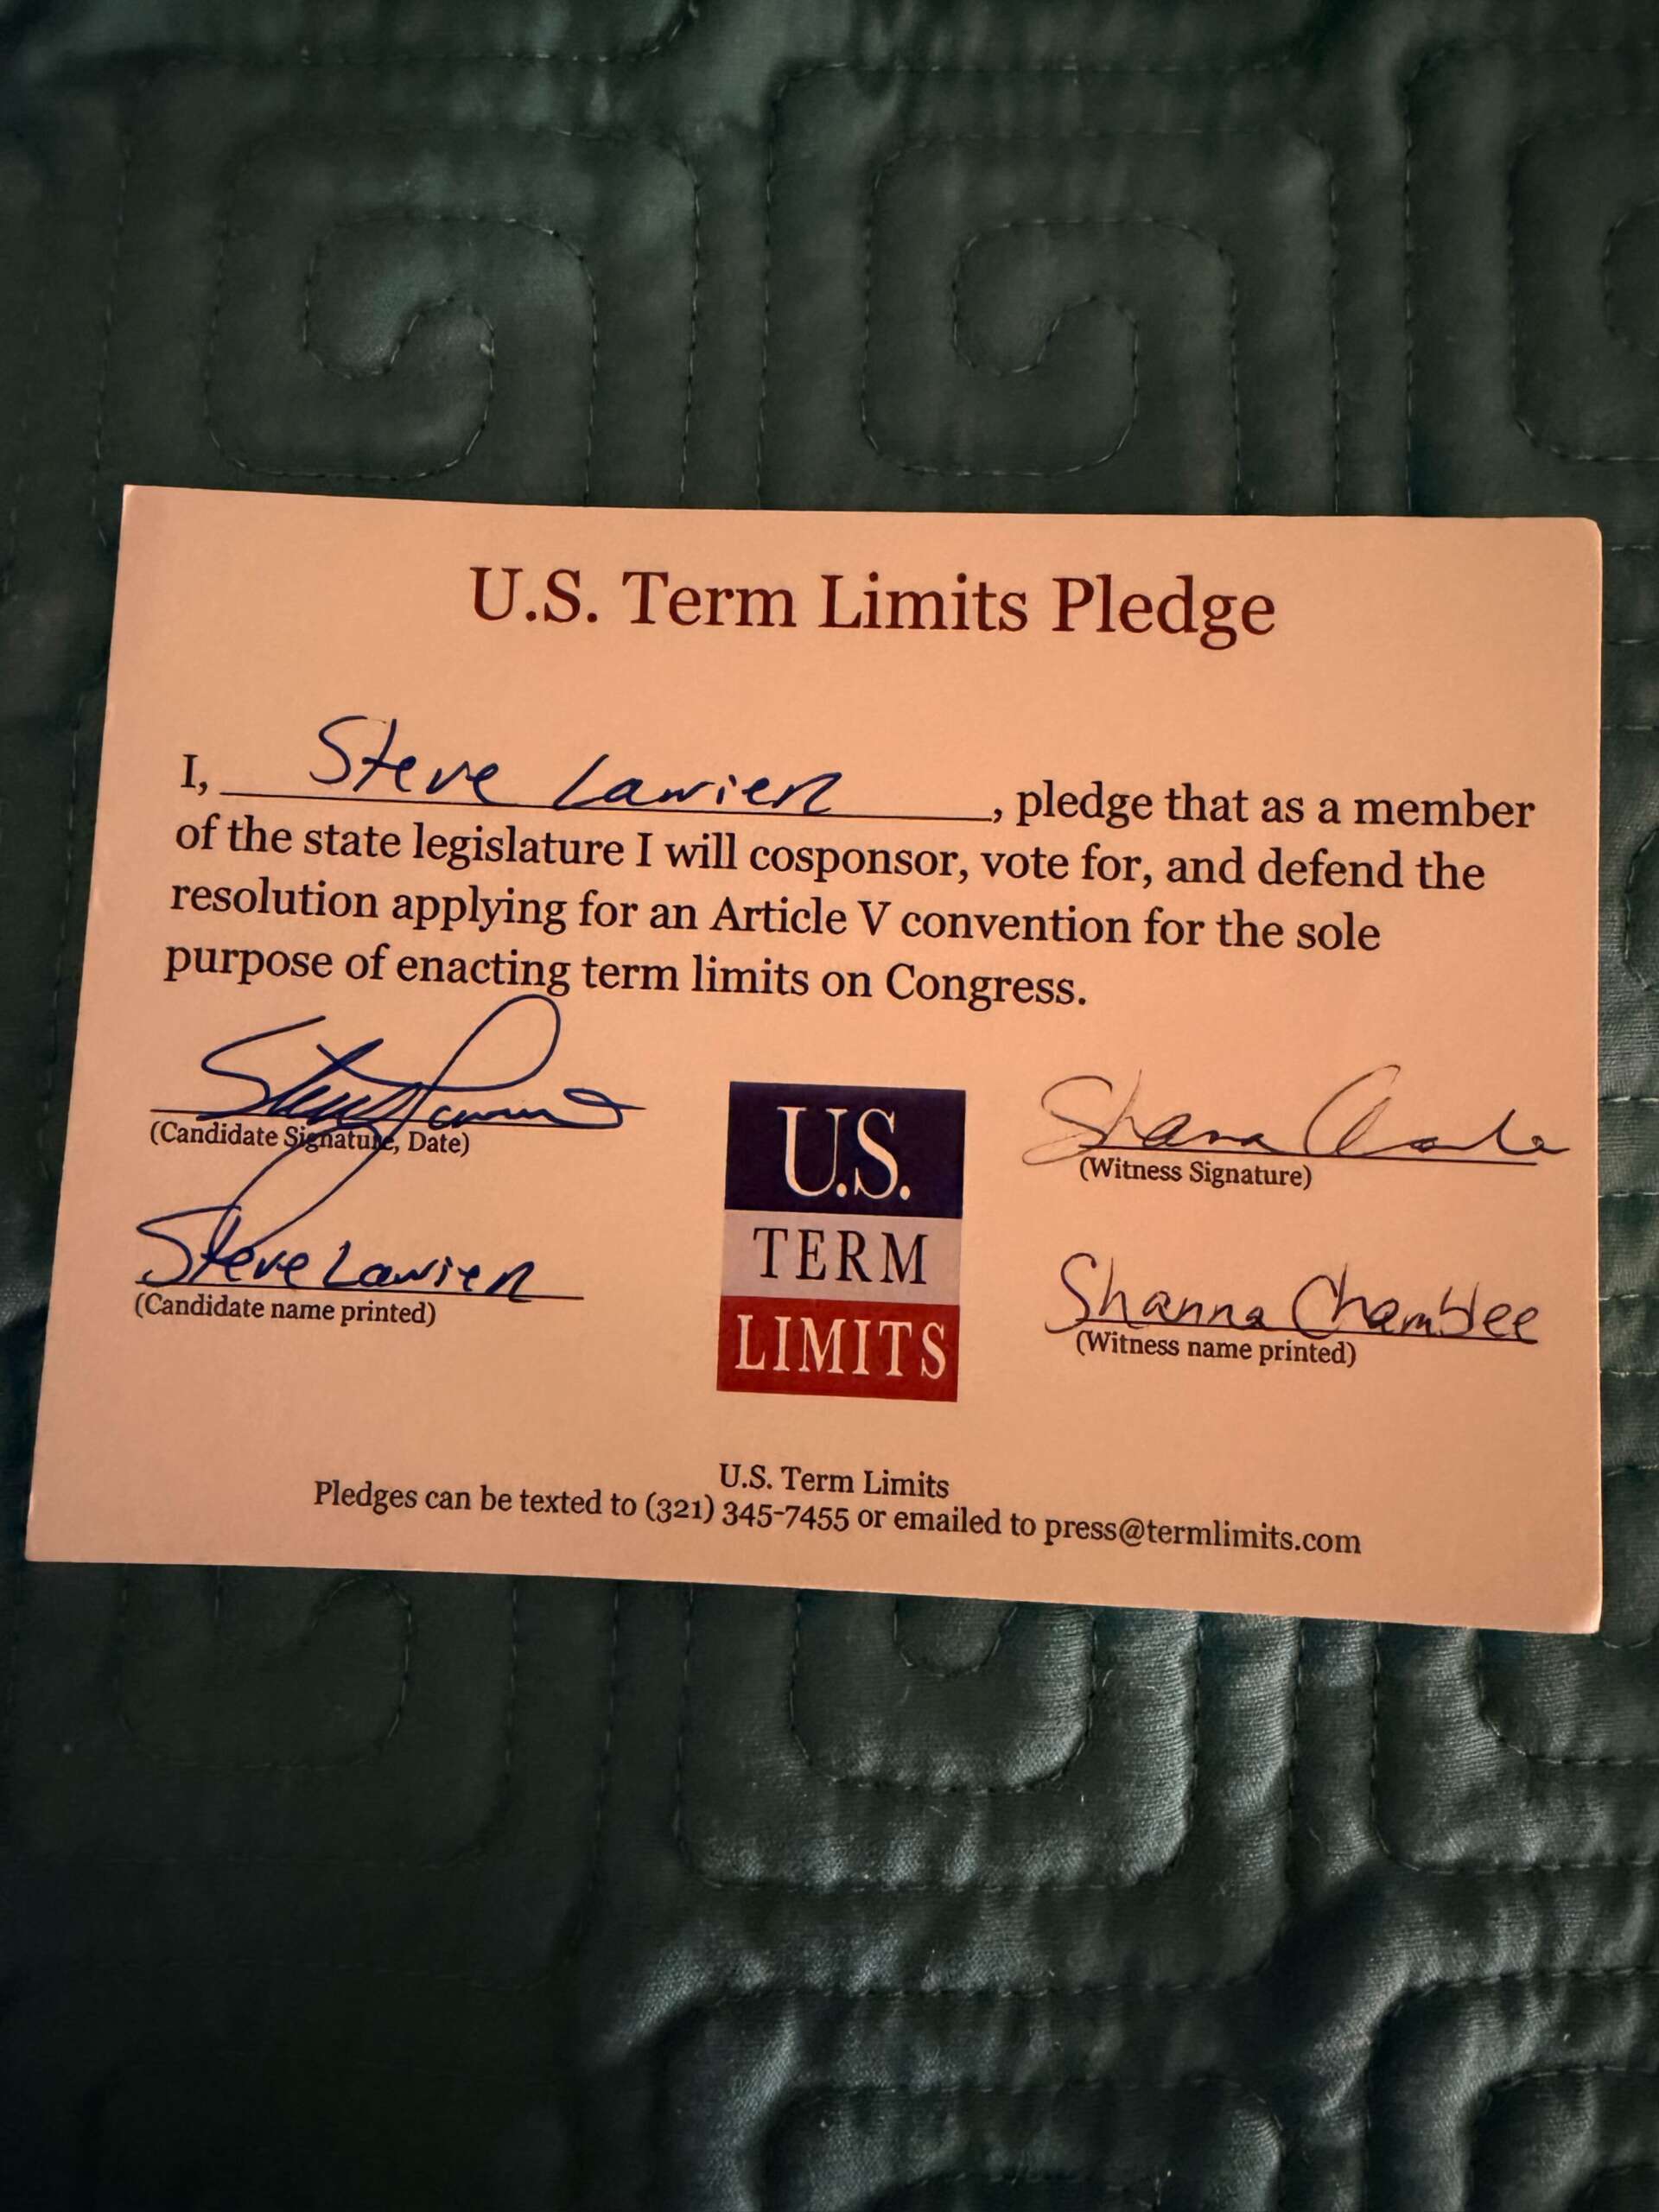 U.S. Term Limits Pledge
I, Steve Lawien, pledge that as a member
of the state legislature I will cosponsor, vote for, and defend the
resolution applying for an Article V convention for the sole
purpose of enacting term limits on Congress.
(Candidate Signature, Date)
Steve Lawien
(Candidate name printed)
U.S.
TERM
LIMITS
(Witness Signature)
Shanna Chamblee
(Witness name printed)
U.S. Term Limits
Pledges can be texted to (321) 345-7455 or emailed to press@termlimits.com